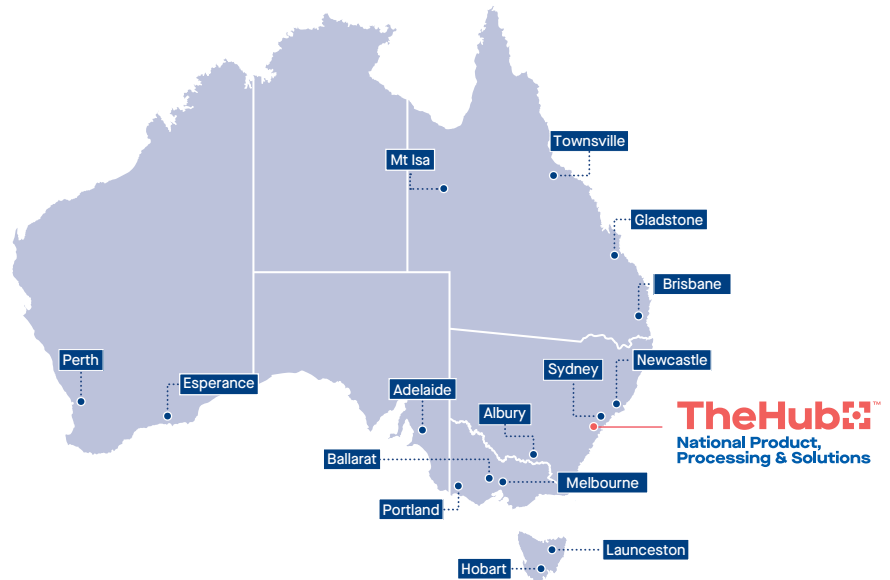 Townsville
Mt Isa
Gladstone
Brisbane
Perth
Newcastle
Sydney
Esperance
Adelaide
Albury
TheHub™
National Product,
Processing & Solutions
Ballarat
Melbourne
Portland
Launceston
Hobart